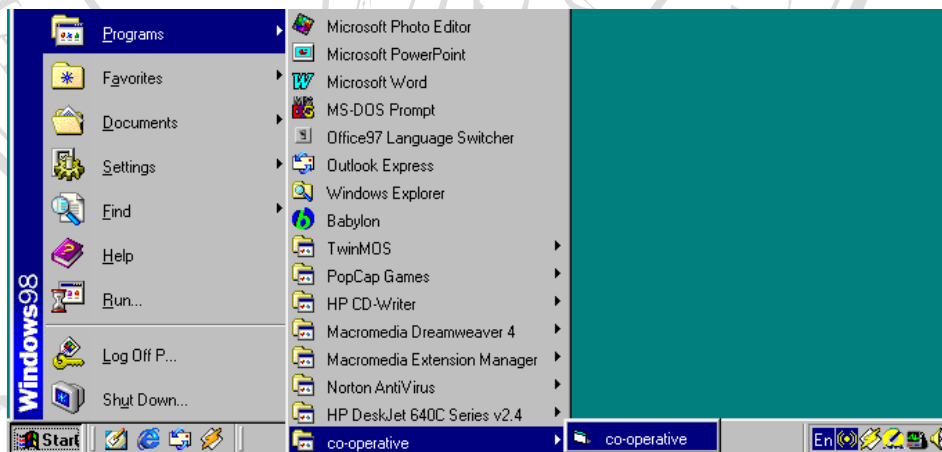 Programs
Favorites
Documents
Settings
Find
Help
Run...
Log Off P...
Shut Down...
Windows98
Microsoft Photo Editor
Microsoft PowerPoint
Microsoft Word
MS-DOS Prompt
Office97 Language Switcher
Outlook Express
Windows Explorer
Babylon
TwinMOS
PopCap Games
HP CD-Writer
Macromedia Dreamweaver 4
Macromedia Extension Manager
Norton AntiVirus
HP DeskJet 640C Series v2.4
co-operative
co-operative
Start
En